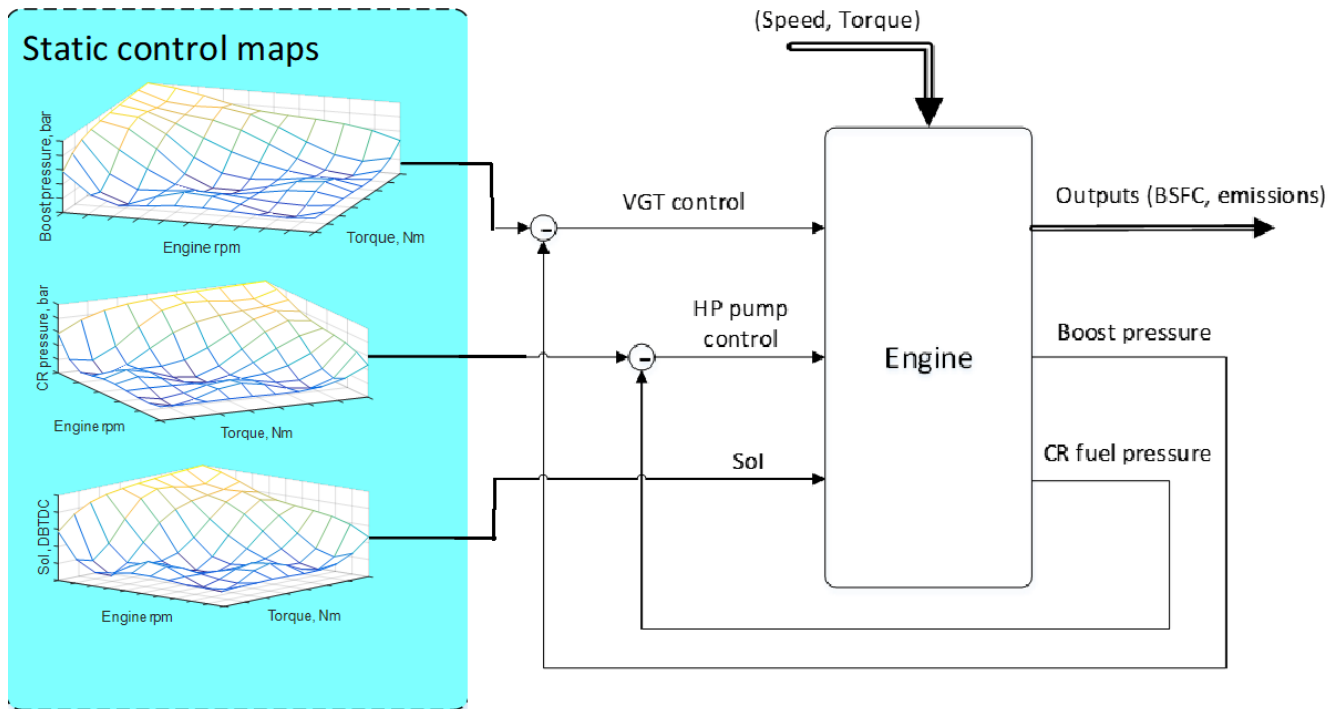 Static control maps
Boost pressure, bar
Engine rpm
Torque, Nm
CR pressure, bar
Engine rpm
Torque, Nm
SoI, DBTDC
Engine rpm
Torque, Nm
(Speed, Torque)
VGT control
-
HP pump
control
-
SoI
Engine
Outputs (BSFC, emissions)
Boost pressure
CR fuel pressure